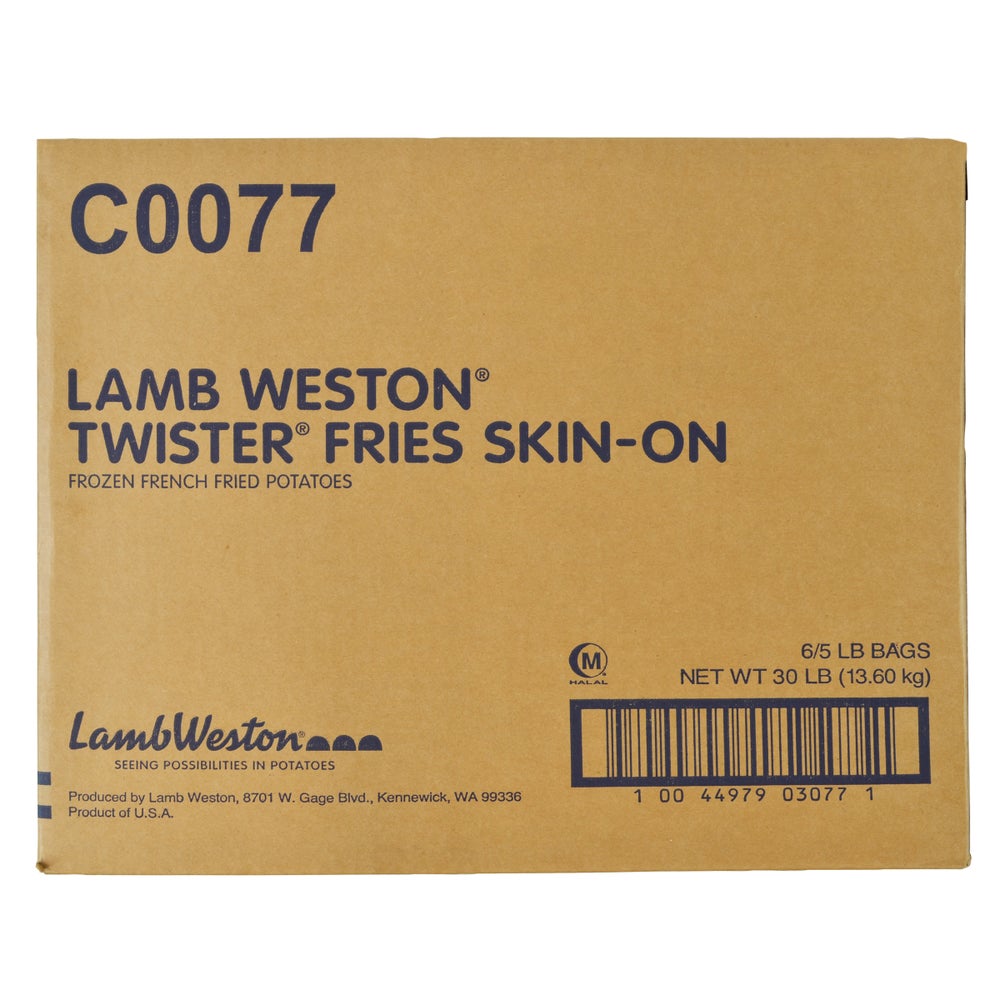 C0077
LAMB WESTON®
TWISTER® FRIES SKIN-ON
FROZEN FRENCH FRIED POTATOES
6/5 LB BAGS
M
HALAL
NET WT 30 LB (13.60 kg)
LambWeston®
SEEING POSSIBILITIES IN POTATOES
1 00 44979 03077 1
Produced by Lamb Weston, 8701 W. Gage Blvd., Kennewick, WA 99336
Product of U.S.A.